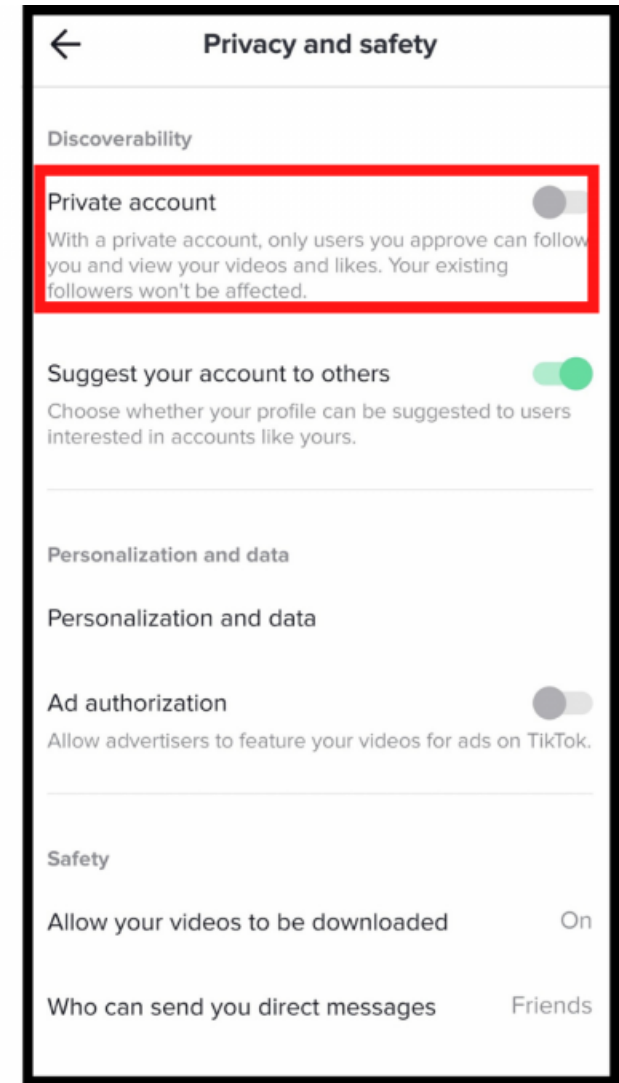 Privacy and safety
Discoverability
Private account
With a private account, only users you approve can follow
you and view your videos and likes. Your existing
followers won't be affected.
Suggest your account to others
Choose whether your profile can be suggested to users
interested in accounts like yours.
Personalization and data
Personalization and data
Ad authorization
Allow advertisers to feature your videos for ads on TikTok.
Safety
Allow your videos to be downloaded On
Who can send you direct messages Friends